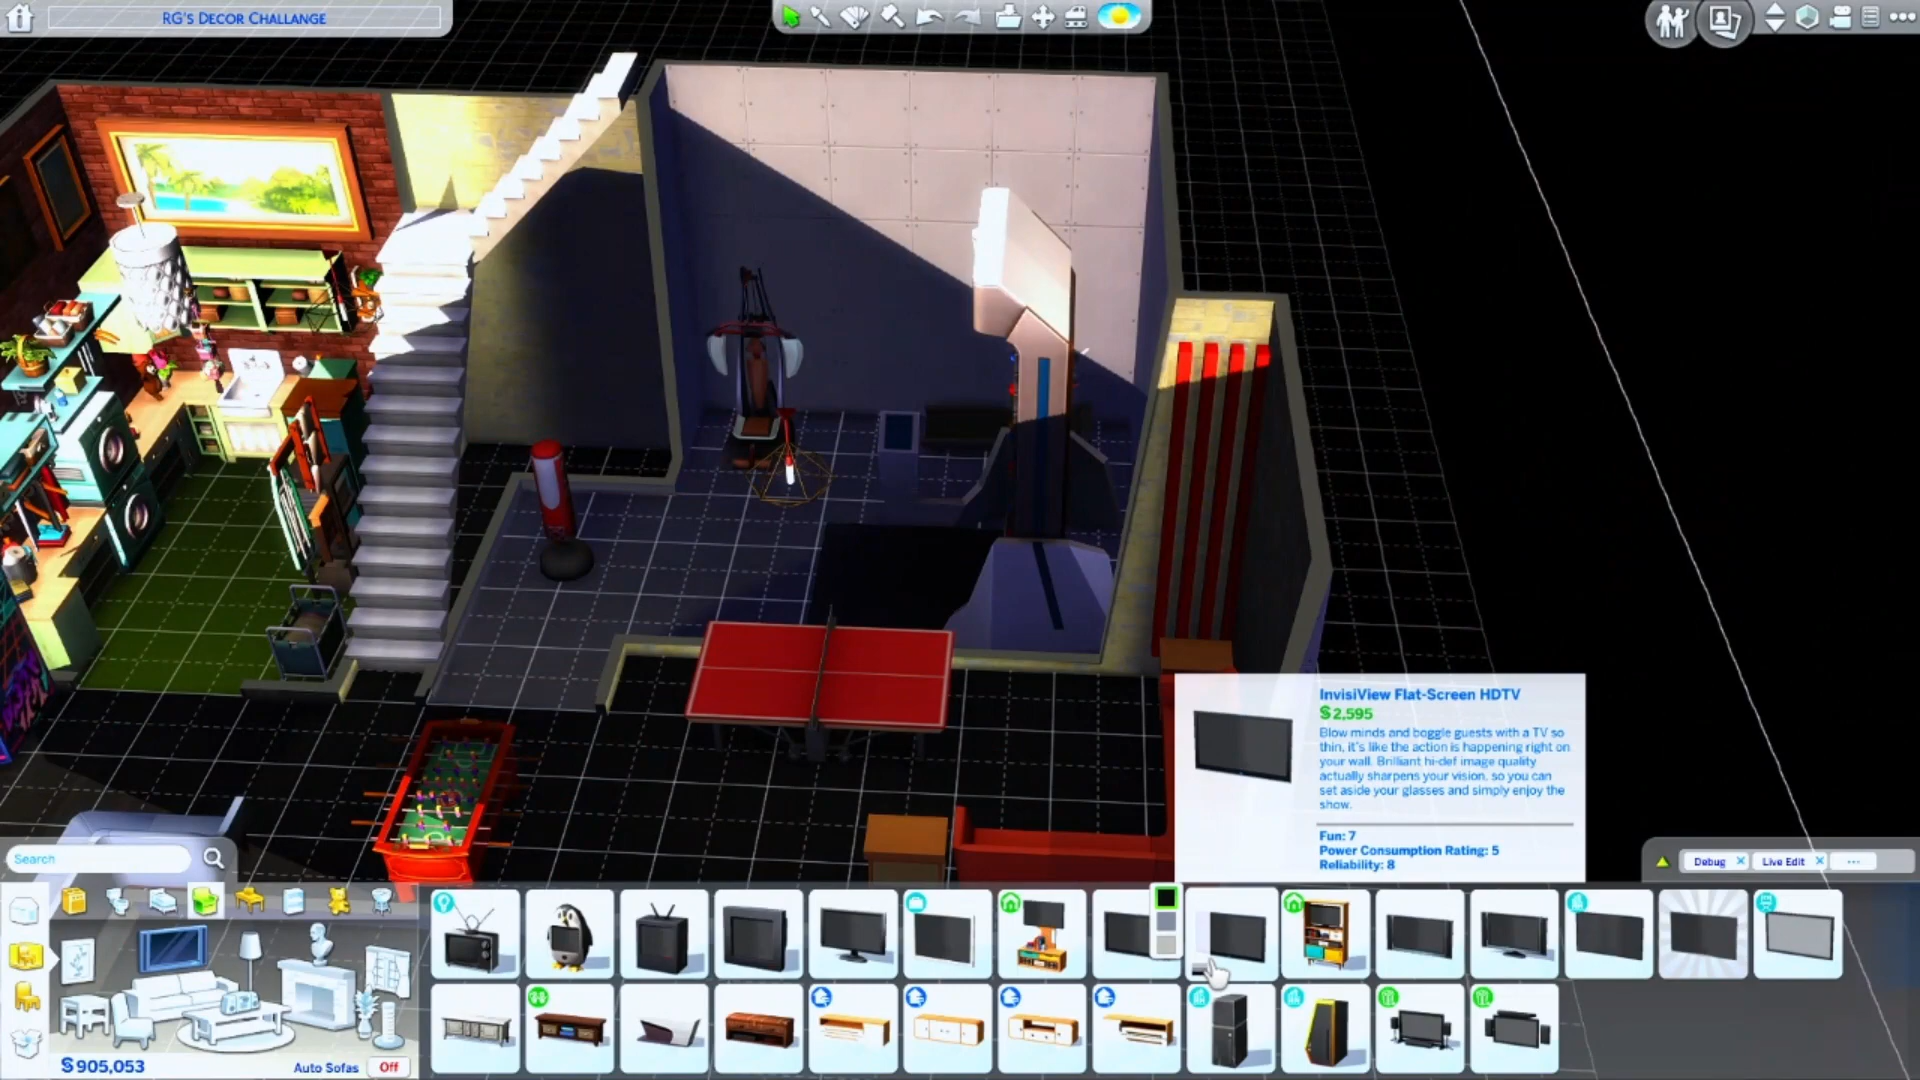 RG's Decor Challange
InvisiView Flat-Screen HDTV
$2,595
Blow minds and boggle guests with a TV so
thin, it's like the action is happening right on
your wall. Brilliant hi-def image quality
actually sharpens your vision, so you can
set aside your glasses and simply enjoy the
show.
Fun: 7
Power Consumption Rating: 5
Reliability: 8
Search
Debug
Live Edit
$905,053
Auto Sofas
Off